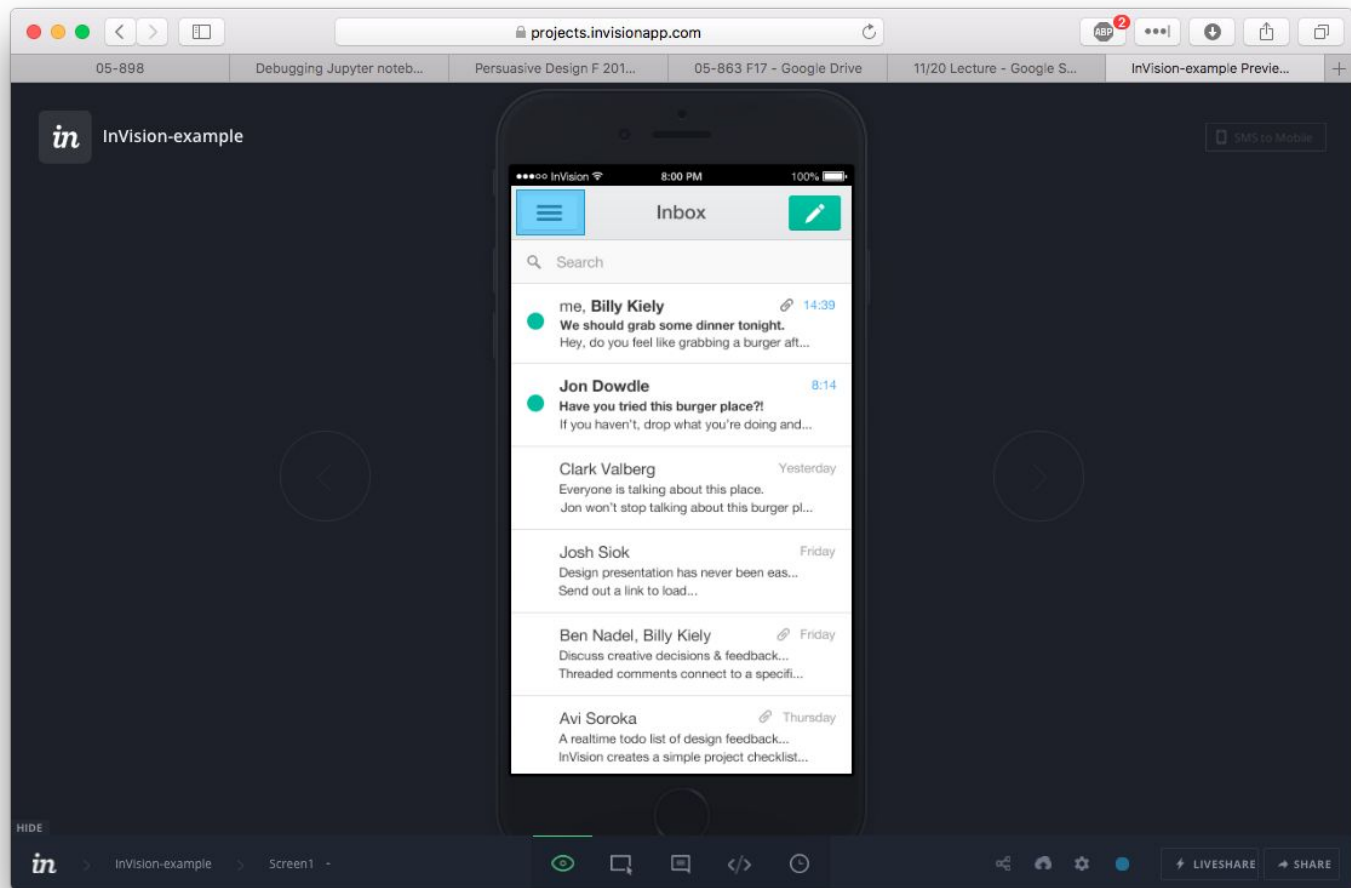 projects.invisionapp.com
ABP 2
05-898 Debugging Jupyter noteb... Persuasive Design F 201... 05-863 F17 - Google Drive 11/20 Lecture - Google S... InVision-example Previe...
in InVision-example
SMS to Mobile
InVision 8:00 PM 100%
Inbox
Search
me, Billy Kiely 14:39
We should grab some dinner tonight.
Hey, do you feel like grabbing a burger aft...
Jon Dowdle 8:14
Have you tried this burger place?!
If you haven't, drop what you're doing and...
Clark Valberg Yesterday
Everyone is talking about this place.
Jon won't stop talking about this burger pl...
Josh Siok Friday
Design presentation has never been eas...
Send out a link to load...
Ben Nadel, Billy Kiely Friday
Discuss creative decisions & feedback...
Threaded comments connect to a specifi...
Avi Soroka Thursday
A realtime todo list of design feedback...
InVision creates a simple project checklist...
HIDE
in InVision-example Screen1 - </> LIVESHARE SHARE